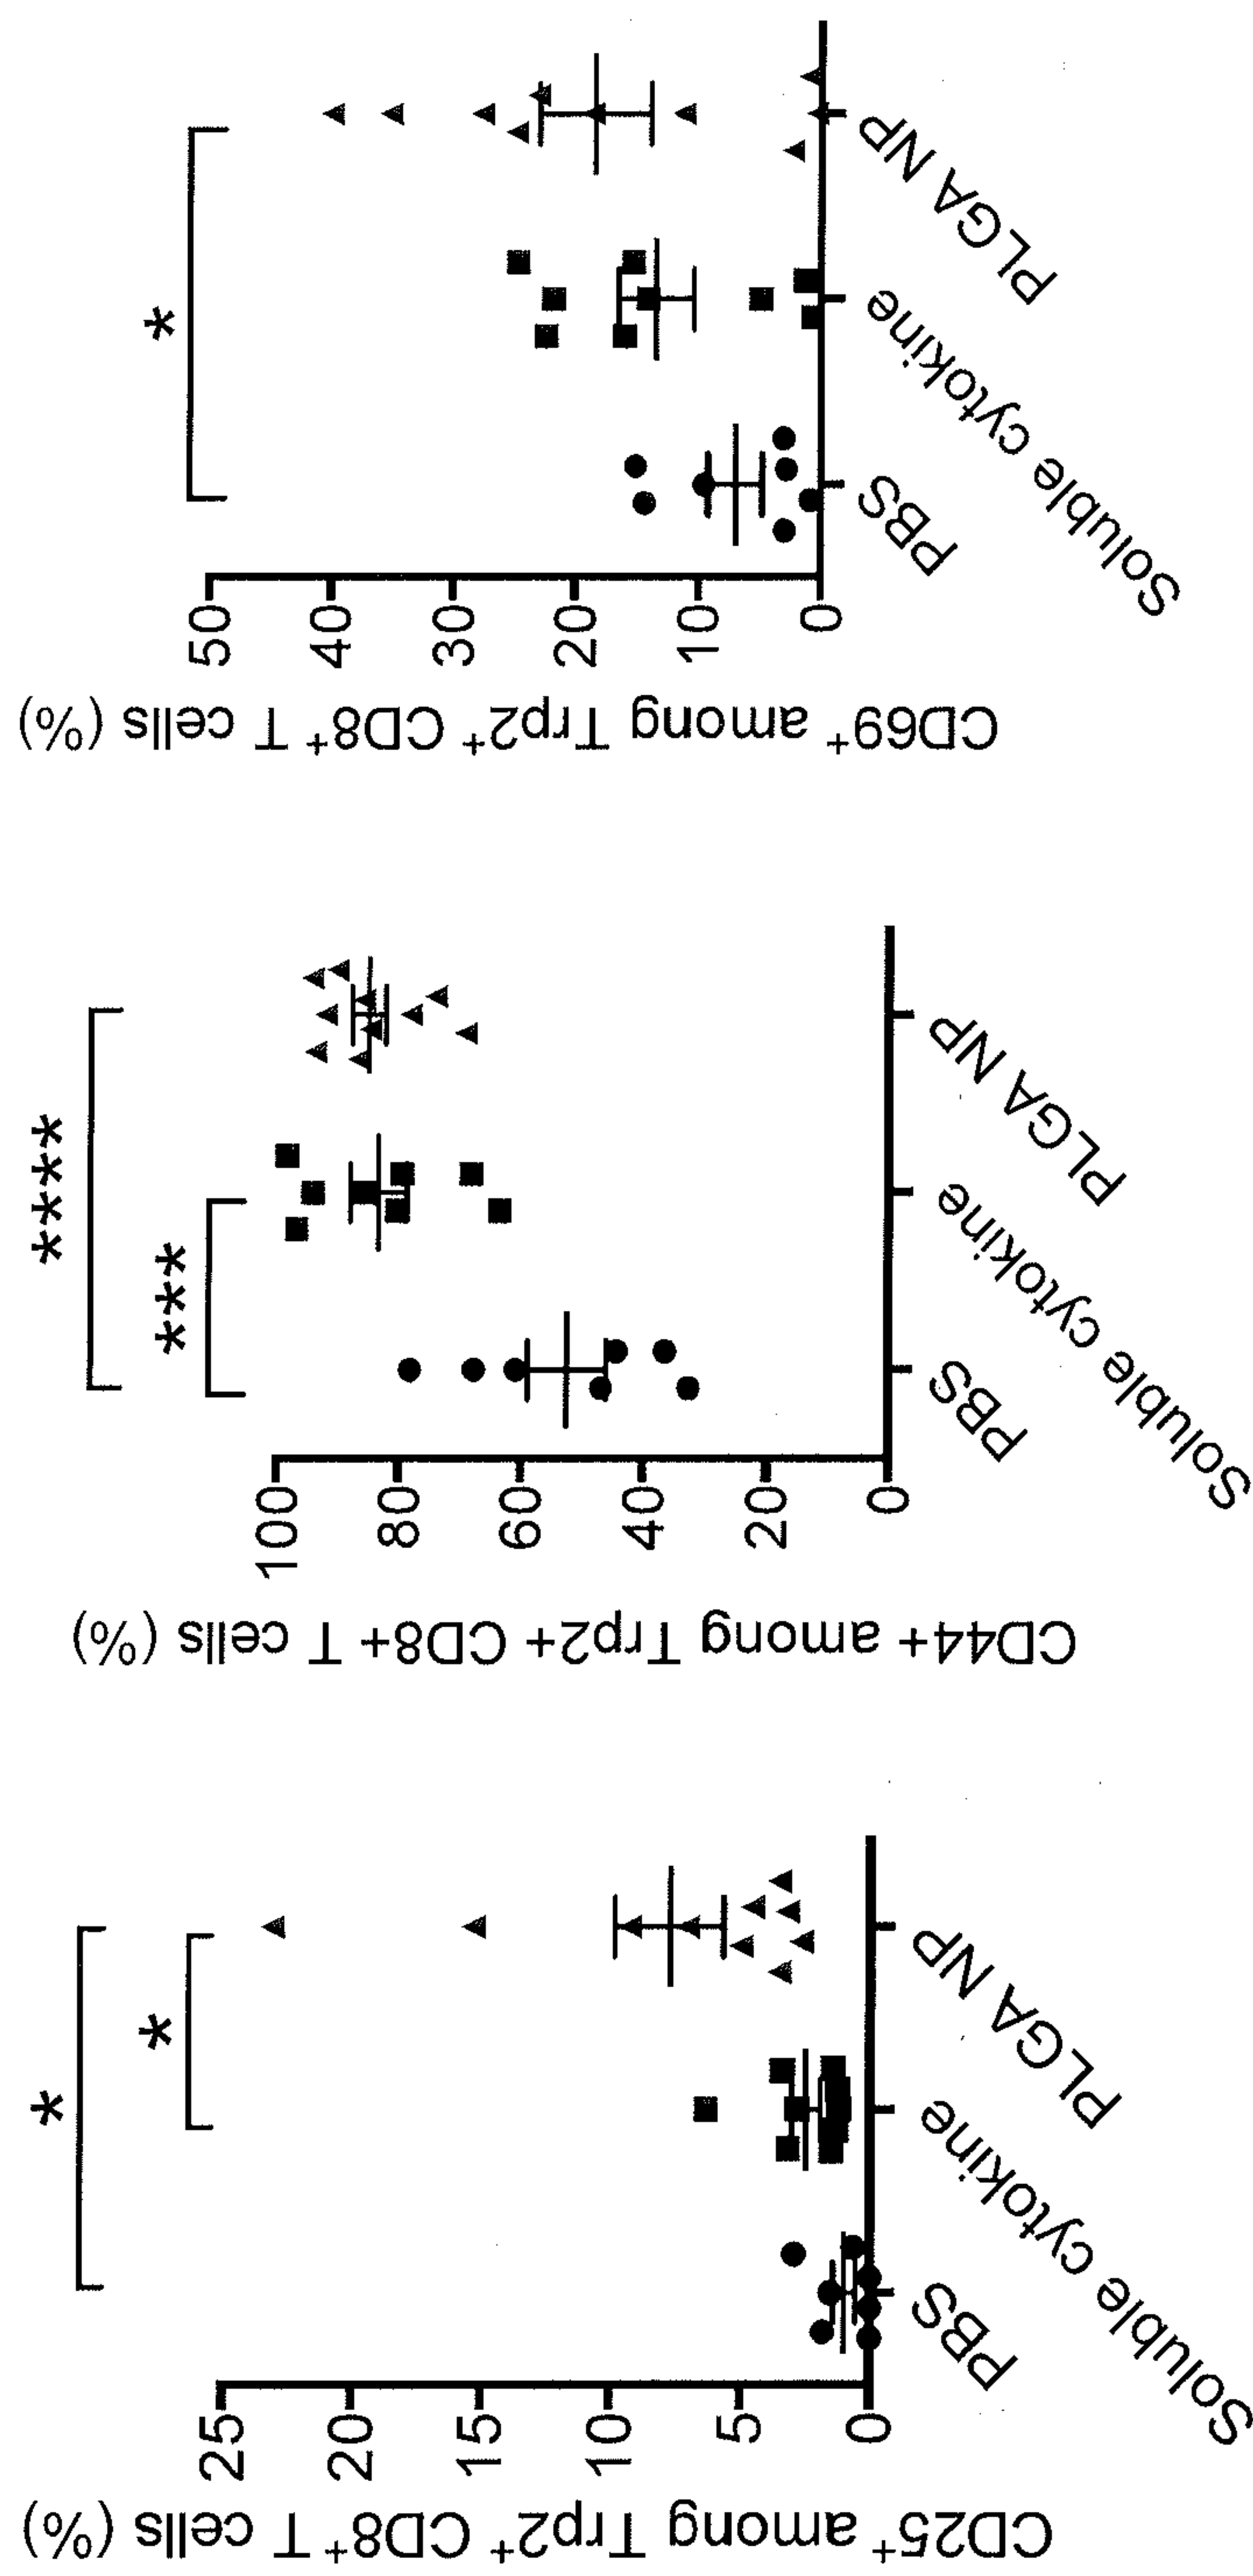 CD25⁺ among Trp2⁺ CD8⁺ T cells (%)
25
20
15
10
5
0
*
*
PBS
Soluble cytokine
PLGA NP
CD44+ among Trp2+ CD8+ T cells (%)
100
80
60
40
20
0
****
***
PBS
Soluble cytokine
PLGA NP
CD69⁺ among Trp2⁺ CD8⁺ T cells (%)
50
40
30
20
10
0
*
PBS
Soluble cytokine
PLGA NP